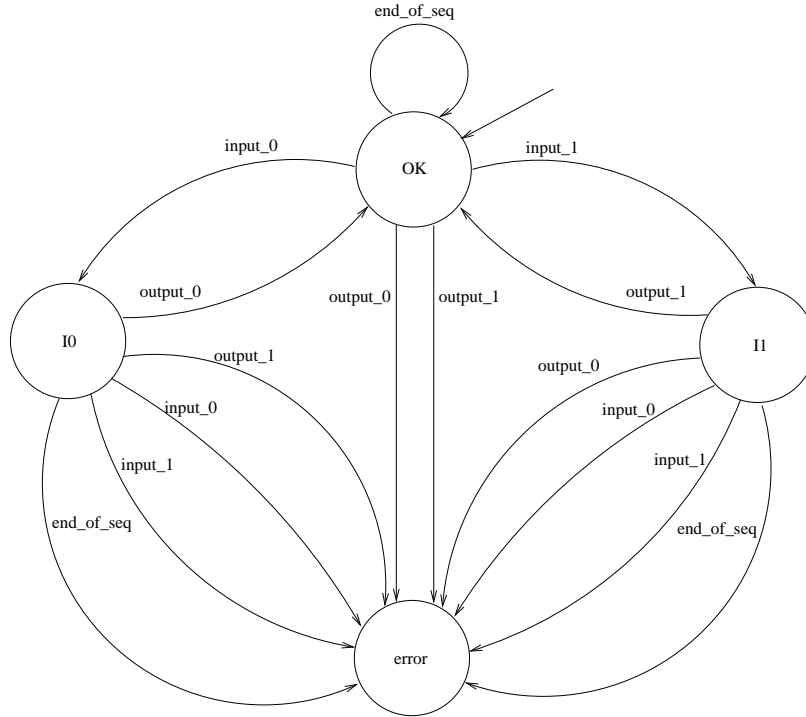 end_of_seq
input_0
input_1
OK
output_0
output_0
output_1
output_1
I0
I1
output_1
output_0
input_0
input_0
input_1
input_1
end_of_seq
end_of_seq
error